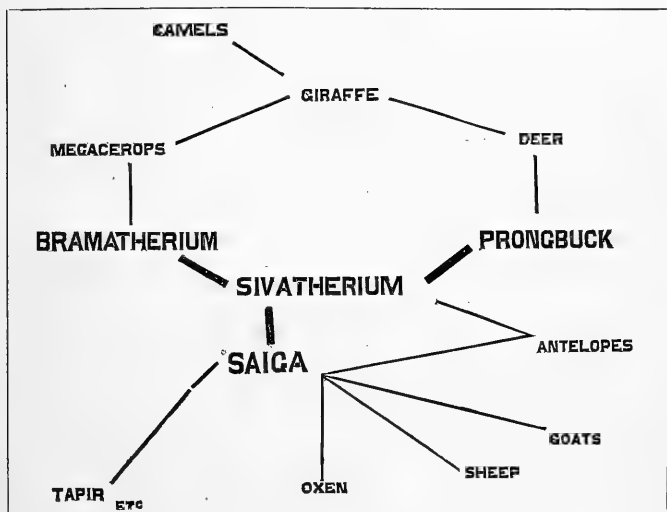 CAMELS
GIRAFFE
MEGACEROPS
DEER
BRAMATHERIUM
PRONGBUCK
SIVATHERIUM
ANTELOPES
SAIGA
GOATS
SHEEP
OXEN
TAPIR ETC